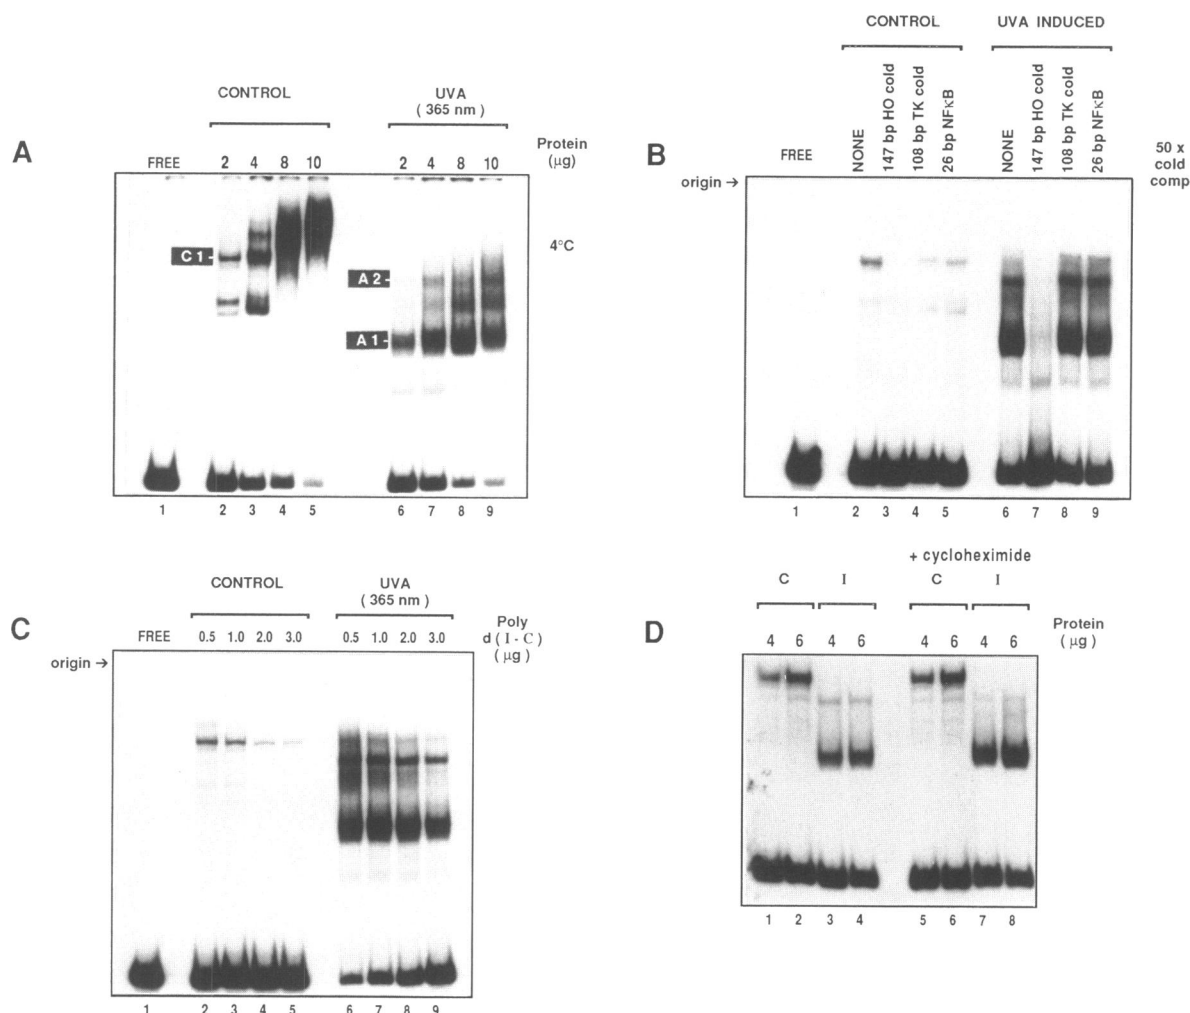 A
CONTROL
UVA
( 365 nm )
Protein
(µg)
FREE 2 4 8 10 2 4 8 10
C 1
A 2
A 1
4°C
1 2 3 4 5 6 7 8 9
B
CONTROL
UVA INDUCED
FREE
NONE
147 bp HO cold
108 bp TK cold
26 bp NFκB
NONE
147 bp HO cold
108 bp TK cold
26 bp NFκB
50 x
cold
comp
origin →
1 2 3 4 5 6 7 8 9
C
CONTROL
UVA
( 365 nm )
Poly
d ( I - C )
( µg )
FREE 0.5 1.0 2.0 3.0 0.5 1.0 2.0 3.0
origin →
1 2 3 4 5 6 7 8 9
D
+ cycloheximide
C I C I
Protein
( µg )
4 6 4 6 4 6 4 6
1 2 3 4 5 6 7 8